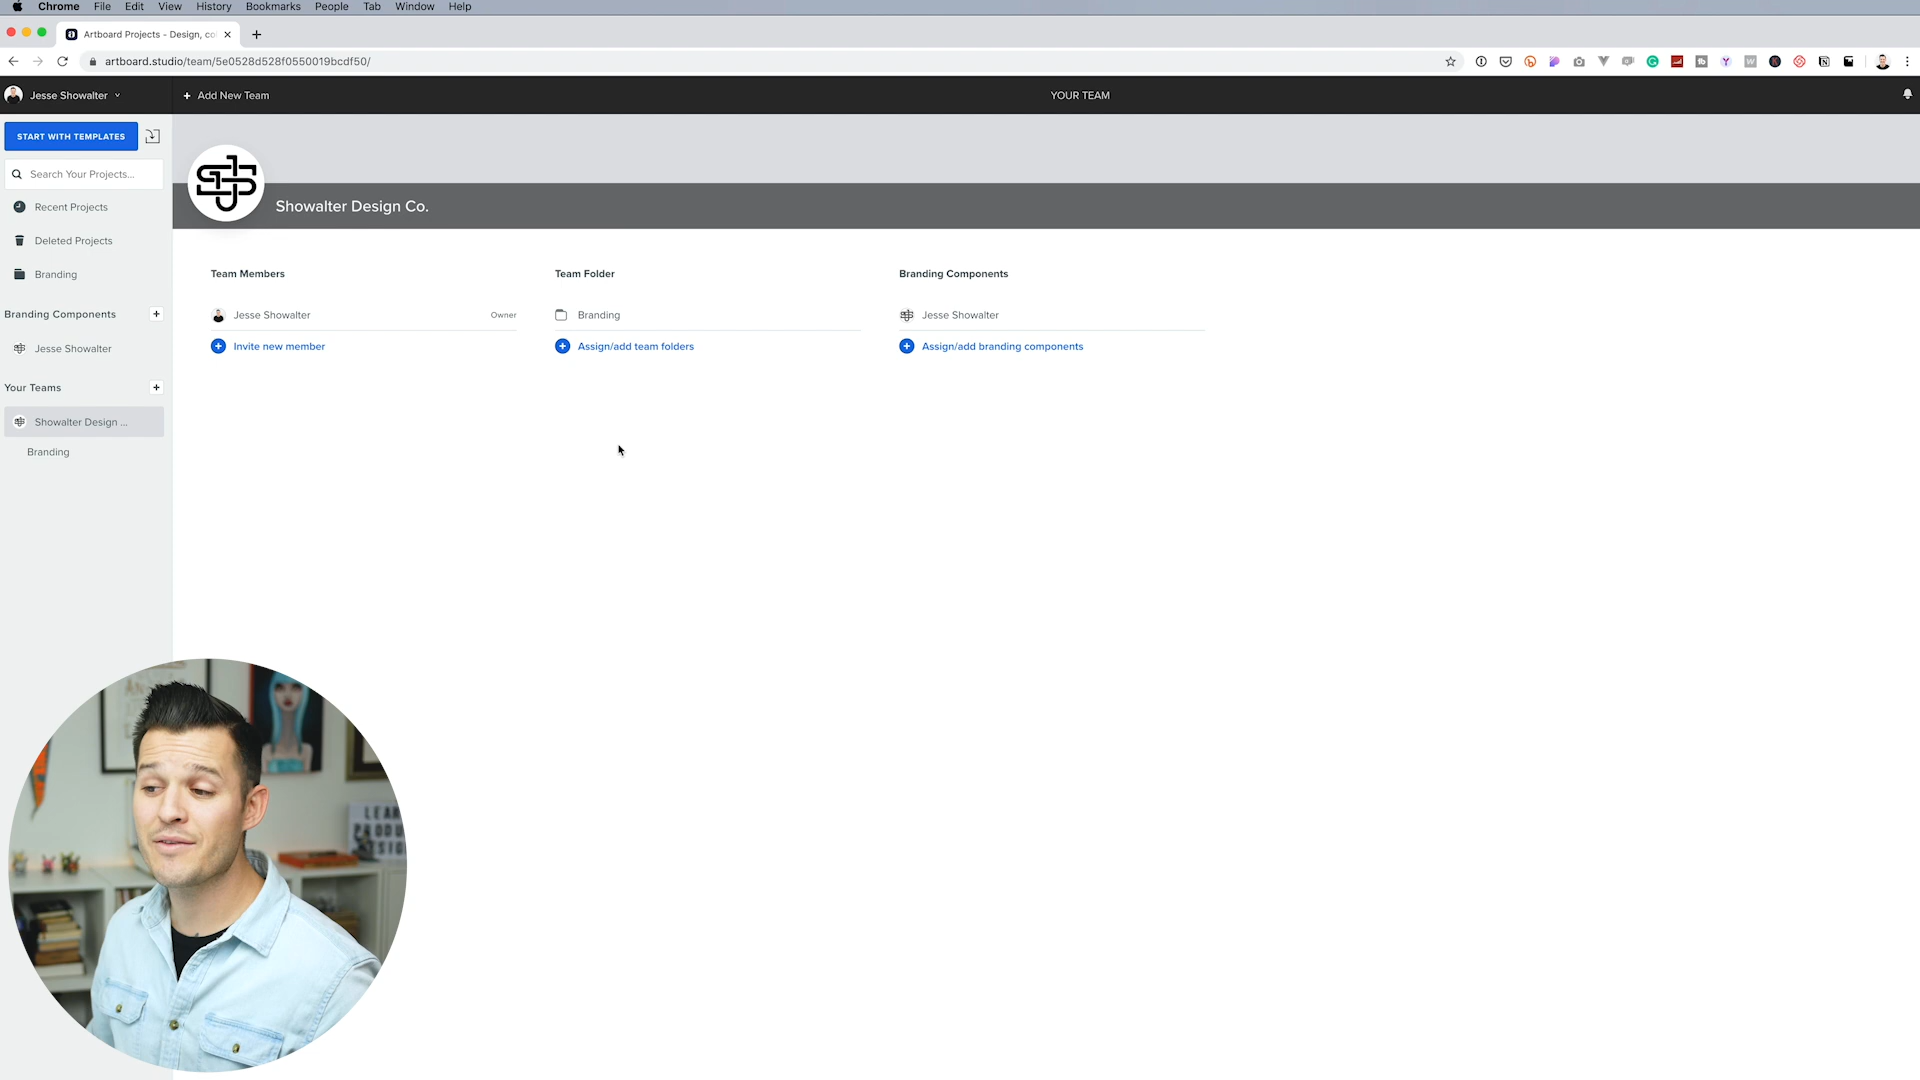 Chrome File Edit View History Bookmarks People Tab Window Help
Artboard Projects - Design, co
artboard.studio/team/5e0528d528f0550019bcdf50/
Jesse Showalter
+ Add New Team
YOUR TEAM
START WITH TEMPLATES
Search Your Projects...
Recent Projects
Deleted Projects
Branding
Branding Components
Jesse Showalter
Your Teams
Showalter Design ...
Branding
Showalter Design Co.
Team Members
Jesse Showalter Owner
Invite new member
Team Folder
Branding
Assign/add team folders
Branding Components
Jesse Showalter
Assign/add branding components